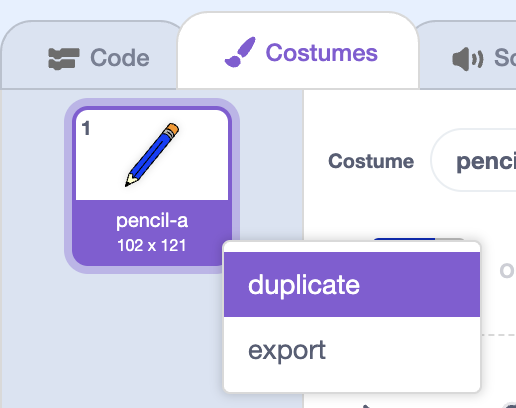 Code
Costumes
1
pencil-a
102 x 121
Costume
duplicate
export